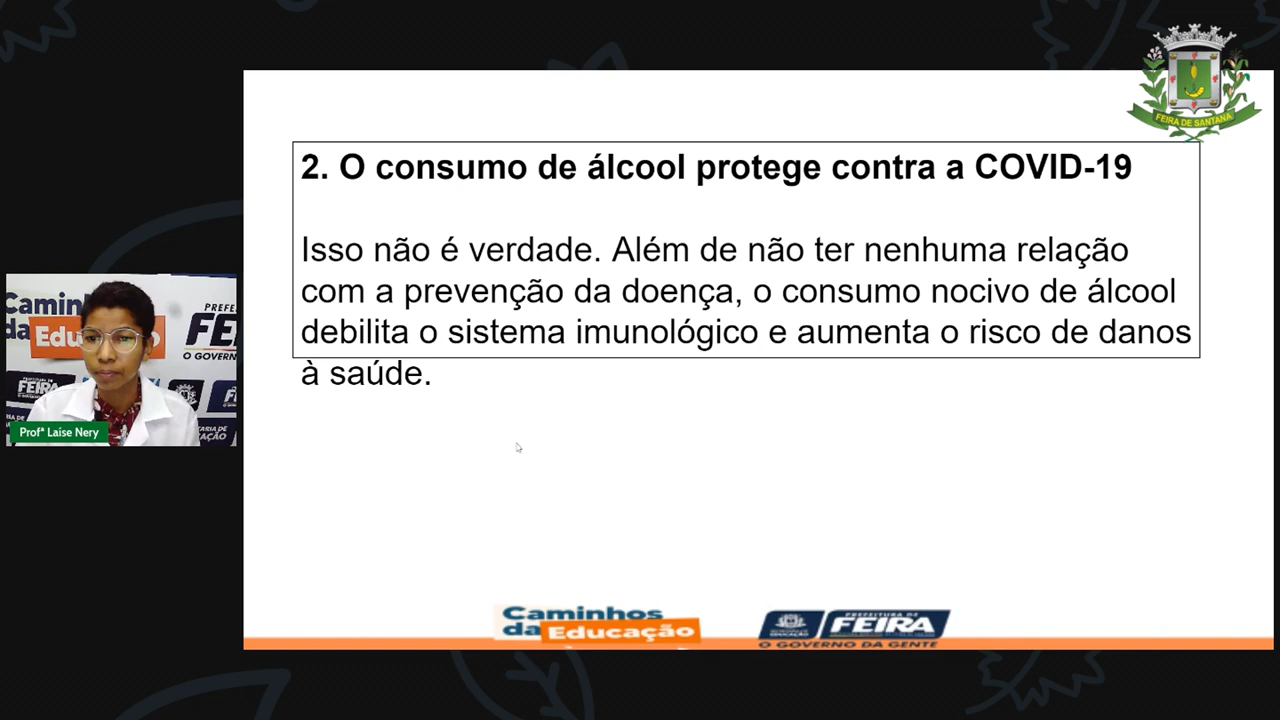 FEIRA DE SANTANA
2. O consumo de álcool protege contra a COVID-19
Isso não é verdade. Além de não ter nenhuma relação
com a prevenção da doença, o consumo nocivo de álcool
debilita o sistema imunológico e aumenta o risco de danos
à saúde.
Profª Laíse Nery
Caminhos
da Educação
PREFEITURA DE
FEIRA
O GOVERNO DA GENTE